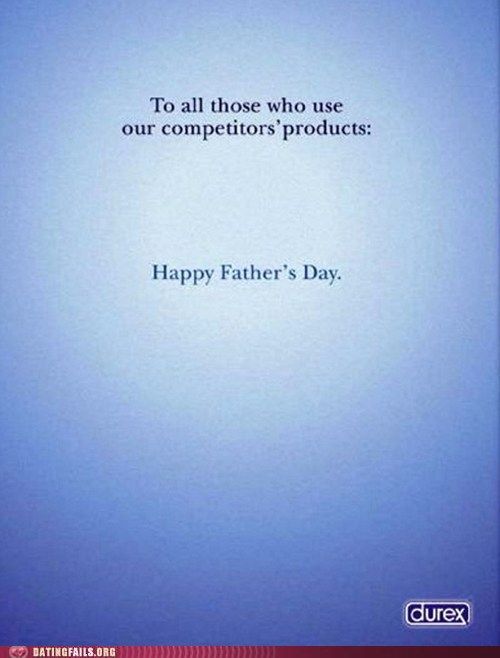 To all those who use
our competitors'products:
Happy Father's Day.
durex
DATINGFAILS.ORG